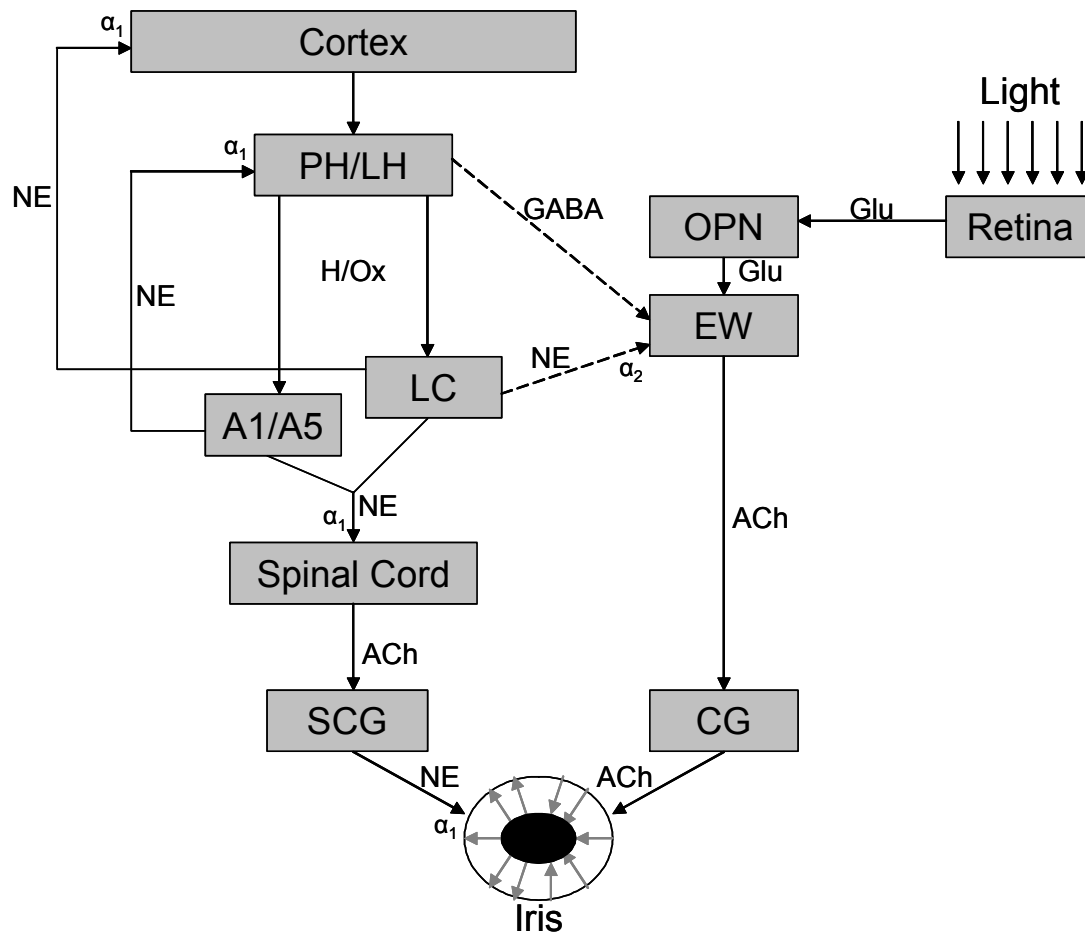 α1
Cortex
Light
α1
PH/LH
NE
GABA
OPN
Glu
Retina
H/Ox
Glu
NE
EW
NE
α2
LC
A1/A5
NE
α1
ACh
Spinal Cord
ACh
SCG
CG
NE
ACh
α1
Iris